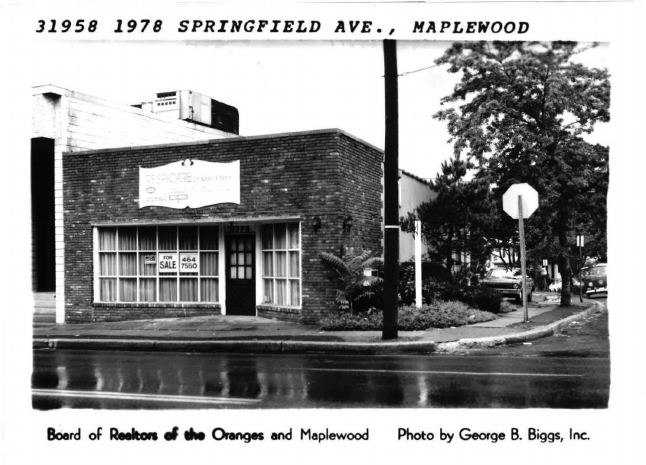 31958 1978 SPRINGFIELD AVE., MAPLEWOOD
FOR
SALE
464
7550
Board of Realtors of the Oranges and Maplewood Photo by George B. Biggs, Inc.